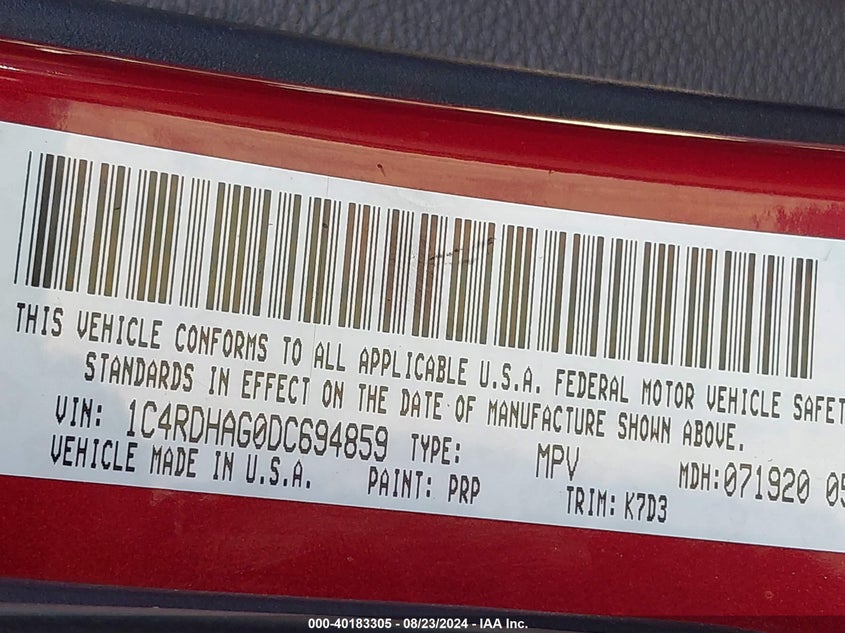 THIS VEHICLE CONFORMS TO ALL APPLICABLE U.S.A. FEDERAL MOTOR VEHICLE SAFET
STANDARDS IN EFFECT ON THE DATE OF MANUFACTURE SHOWN ABOVE.
VIN: 1C4RDHAG0DC694859 TYPE: MPV MDH:071920 05
VEHICLE MADE IN U.S.A. PAINT: PRP TRIM: K7D3
000-40183305 - 08/23/2024 - IAA Inc.